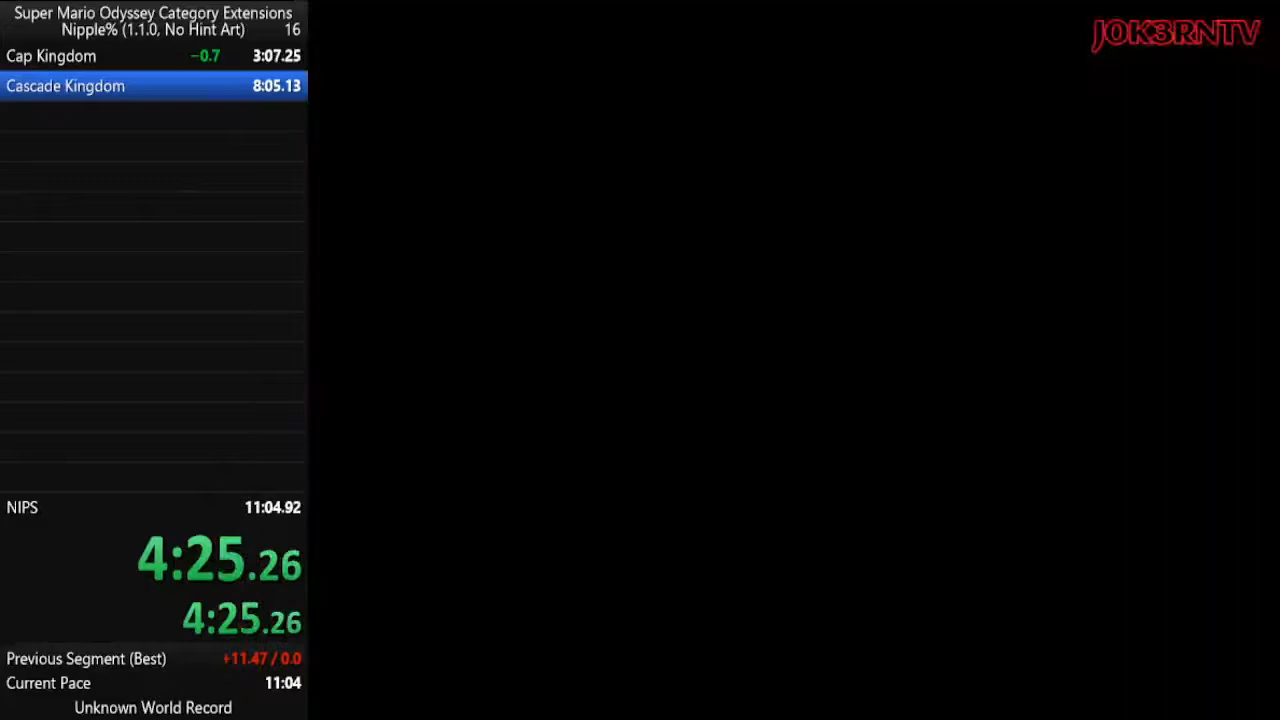 Super Mario Odyssey Category Extensions
Nipple% (1.1.0, No Hint Art) 16
Cap Kingdom −0.7 3:07.25
Cascade Kingdom 8:05.13
NIPS 11:04.92
4:25.26
4:25.26
Previous Segment (Best) +11.47 / 0.0
Current Pace 11:04
Unknown World Record
JOK3RNTV